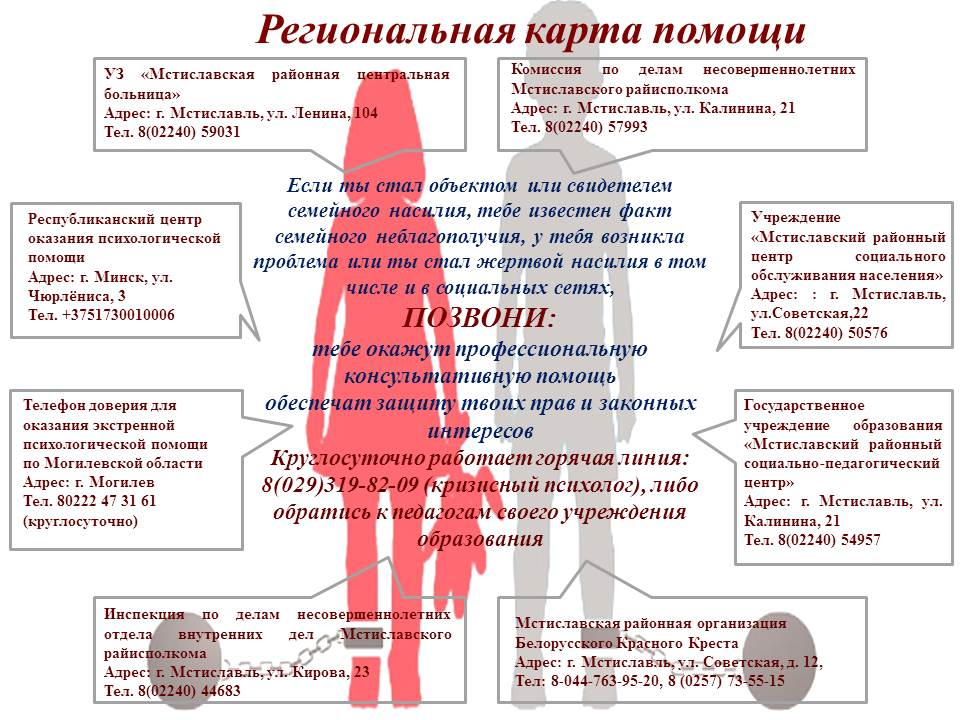 Региональная карта помощи
УЗ «Мстиславская районная центральная
больница»
Адрес: г. Мстиславль, ул. Ленина, 104
Тел. 8(02240) 59031
Комиссия по делам несовершеннолетних
Мстиславского райисполкома
Адрес: г. Мстиславль, ул. Калинина, 21
Тел. 8(02240) 57993
Республиканский центр
оказания психологической
помощи
Адрес: г. Минск, ул.
Чюрлёниса, 3
Тел. +3751730010006
Если ты стал объектом или свидетелем
семейного насилия, тебе известен факт
семейного неблагополучия, у тебя возникла
проблема или ты стал жертвой насилия в том
числе и в социальных сетях,
ПОЗВОНИ:
тебе окажут профессиональную
консультативную помощь
обеспечат защиту твоих прав и законных
интересов
Круглосуточно работает горячая линия:
8(029)319-82-09 (кризисный психолог), либо
обратись к педагогам своего учреждения
образования
Учреждение
«Мстиславский районный
центр социального
обслуживания населения»
Адрес: : г. Мстиславль,
ул.Советская,22
Тел. 8(02240) 50576
Телефон доверия для
оказания экстренной
психологической помощи
по Могилевской области
Адрес: г. Могилев
Тел. 80222 47 31 61
(круглосуточно)
Государственное
учреждение образования
«Мстиславский районный
социально-педагогический
центр»
Адрес: г. Мстиславль, ул.
Калинина, 21
Тел. 8(02240) 54957
Инспекция по делам несовершеннолетних
отдела внутренних дел Мстиславского
райисполкома
Адрес: г. Мстиславль, ул. Кирова, 23
Тел. 8(02240) 44683
Мстиславская районная организация
Белорусского Красного Креста
Адрес: г. Мстиславль, ул. Советская, д. 12,
Тел: 8-044-763-95-20, 8 (0257) 73-55-15